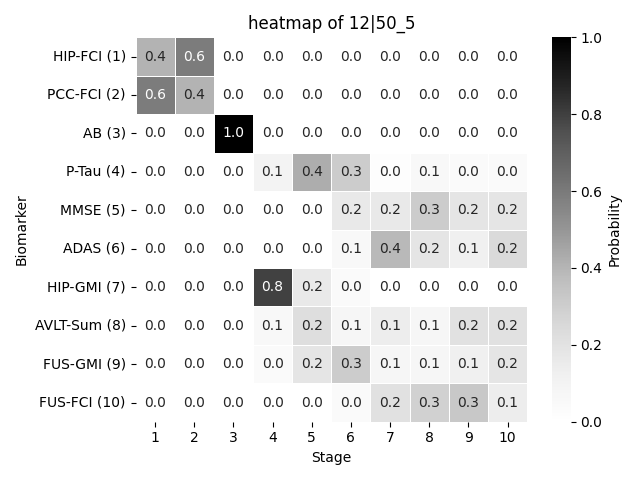 heatmap of 12|50_5
HIP-FCI (1) 0.4 0.6 0.0 0.0 0.0 0.0 0.0 0.0 0.0 0.0
PCC-FCI (2) 0.6 0.4 0.0 0.0 0.0 0.0 0.0 0.0 0.0 0.0
AB (3) 0.0 0.0 1.0 0.0 0.0 0.0 0.0 0.0 0.0 0.0
P-Tau (4) 0.0 0.0 0.0 0.1 0.4 0.3 0.0 0.1 0.0 0.0
MMSE (5) 0.0 0.0 0.0 0.0 0.0 0.2 0.2 0.3 0.2 0.2
ADAS (6) 0.0 0.0 0.0 0.0 0.0 0.1 0.4 0.2 0.1 0.2
HIP-GMI (7) 0.0 0.0 0.0 0.8 0.2 0.0 0.0 0.0 0.0 0.0
AVLT-Sum (8) 0.0 0.0 0.0 0.1 0.2 0.1 0.1 0.1 0.2 0.2
FUS-GMI (9) 0.0 0.0 0.0 0.0 0.2 0.3 0.1 0.1 0.1 0.2
FUS-FCI (10) 0.0 0.0 0.0 0.0 0.0 0.0 0.2 0.3 0.3 0.1
1 2 3 4 5 6 7 8 9 10
Stage
Biomarker
1.0
0.8
0.6
0.4
0.2
0.0
Probability